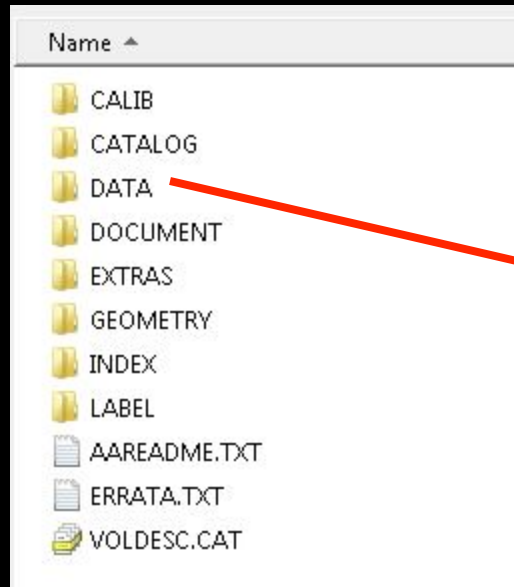 Name
CALIB
CATALOG
DATA
DOCUMENT
EXTRAS
GEOMETRY
INDEX
LABEL
AAREADME.TXT
ERRATA.TXT
VOLDESC.CAT